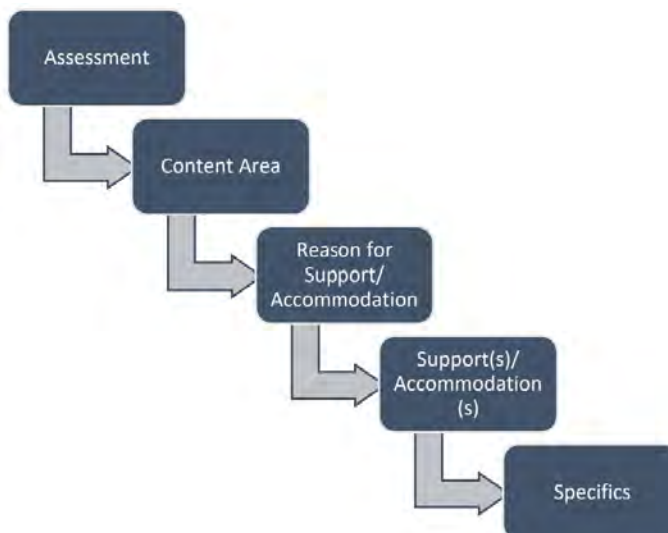 Assessment
Content Area
Reason for
Support/
Accommodation
Support(s)/
Accommodation
(s)
Specifics